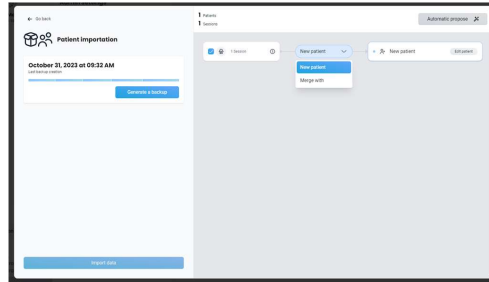 Go back
Patient importation
October 31, 2023 at 09:32 AM
Last backup creation
Generate a backup
Import data
1 Patients
1 Sessions
Automatic propose
1 Session
New patient
New patient
Merge with
New patient
Edit patient